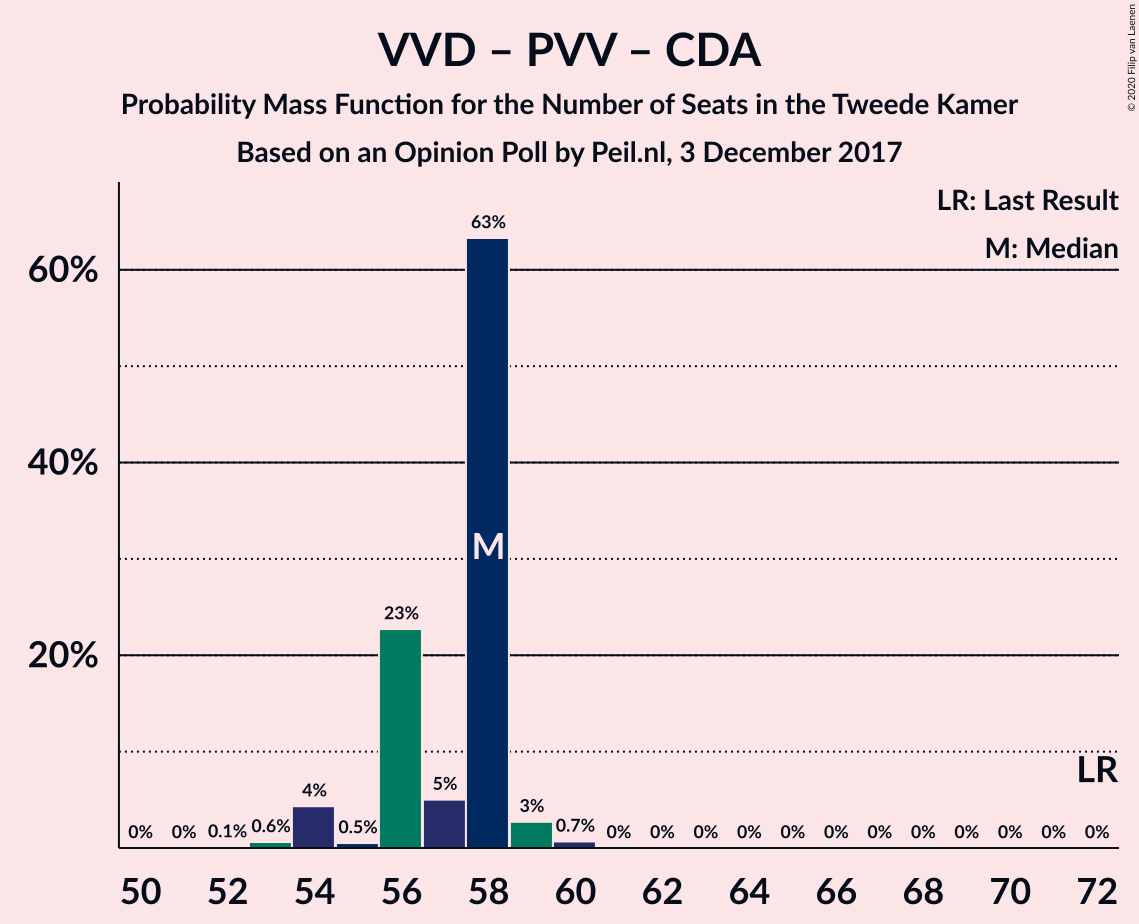 VVD – PVV – CDA
Probability Mass Function for the Number of Seats in the Tweede Kamer
Based on an Opinion Poll by Peil.nl, 3 December 2017
© 2020 Filip van Laenen
LR: Last Result
M: Median
60%
40%
20%
0% 0% 0.1% 0.6% 4% 0.5% 23% 5% 63% 3% 0.7% 0% 0% 0% 0% 0% 0% 0% 0% 0% 0% 0% 0%
M
LR
50 52 54 56 58 60 62 64 66 68 70 72